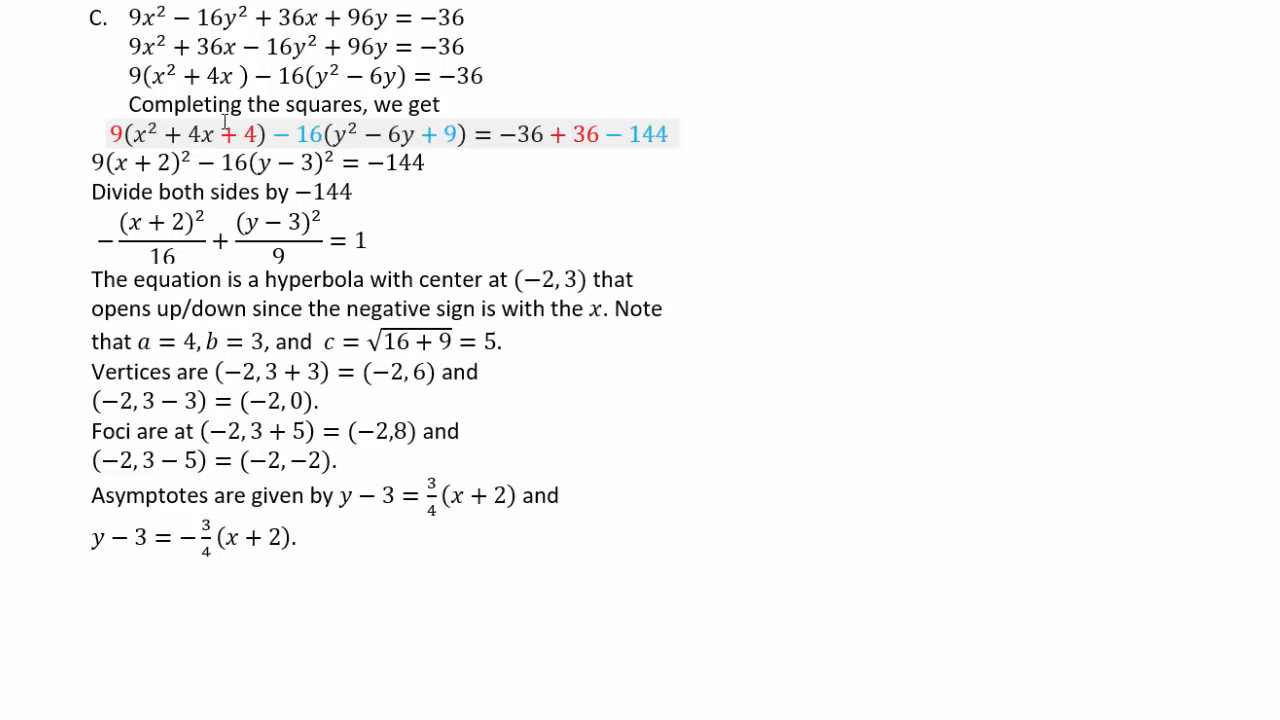 C. 9x² − 16y² + 36x + 96y = −36
9x² + 36x − 16y² + 96y = −36
9(x² + 4x ) − 16(y² − 6y) = −36
Completing the squares, we get
9(x² + 4x + 4) − 16(y² − 6y + 9) = −36 + 36 − 144
9(x + 2)² − 16(y − 3)² = −144
Divide both sides by −144
−(x + 2)²/16 + (y − 3)²/9 = 1
The equation is a hyperbola with center at (−2, 3) that
opens up/down since the negative sign is with the x. Note
that a = 4, b = 3, and c = √16 + 9 = 5.
Vertices are (−2, 3 + 3) = (−2, 6) and
(−2, 3 − 3) = (−2, 0).
Foci are at (−2, 3 + 5) = (−2,8) and
(−2, 3 − 5) = (−2, −2).
Asymptotes are given by y − 3 = 3/4 (x + 2) and
y − 3 = − 3/4 (x + 2).